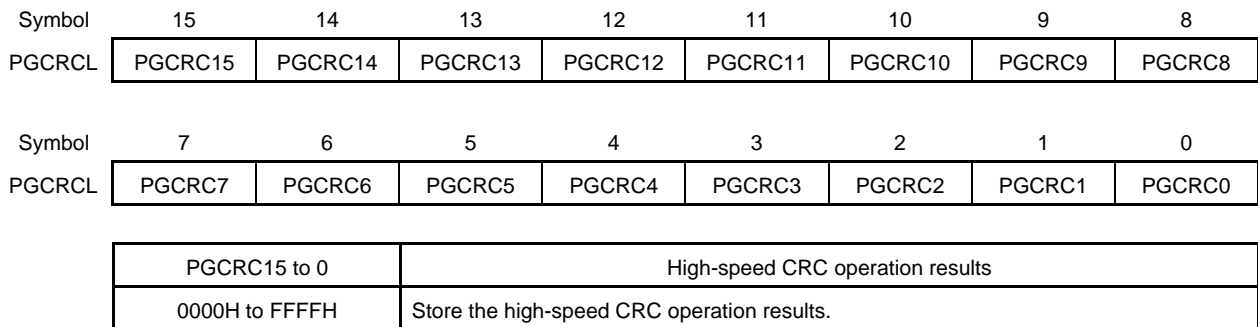 Symbol 15 14 13 12 11 10 9 8
PGCRCL PGCRC15 PGCRC14 PGCRC13 PGCRC12 PGCRC11 PGCRC10 PGCRC9 PGCRC8
Symbol 7 6 5 4 3 2 1 0
PGCRCL PGCRC7 PGCRC6 PGCRC5 PGCRC4 PGCRC3 PGCRC2 PGCRC1 PGCRC0
PGCRC15 to 0 High-speed CRC operation results
0000H to FFFFH Store the high-speed CRC operation results.